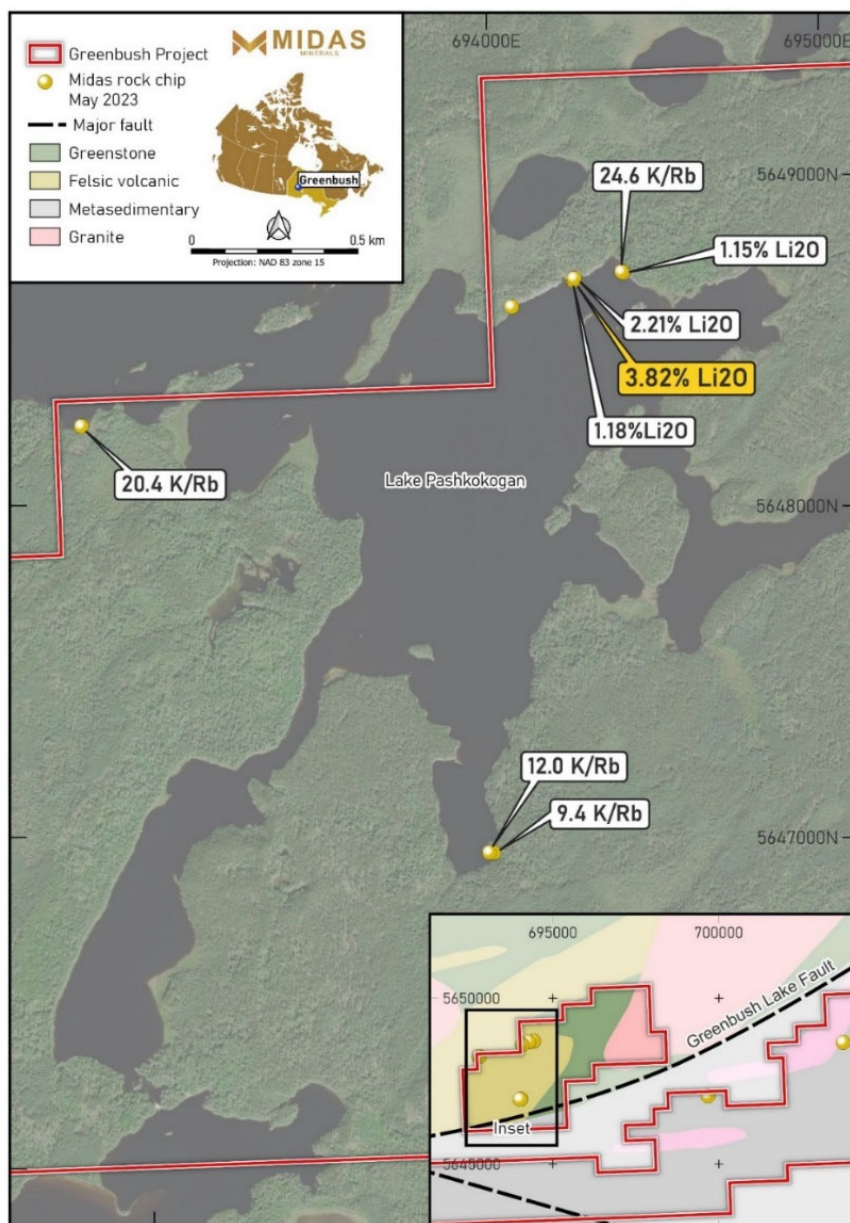 Greenbush Project
Midas rock chip
May 2023
Major fault
Greenstone
Felsic volcanic
Metasedimentary
Granite
MIDAS
MINERALS
Greenbush
0 0.5 km
Projection: NAD 83 zone 15
694000E 695000E
5649000N
24.6 K/Rb
1.15% Li2O
2.21% Li2O
3.82% Li2O
1.18%Li2O
20.4 K/Rb
Lake Pashkokogan
5648000N
12.0 K/Rb
9.4 K/Rb
5647000N
695000 700000
5650000
Greenbush Lake Fault
Inset
5645000